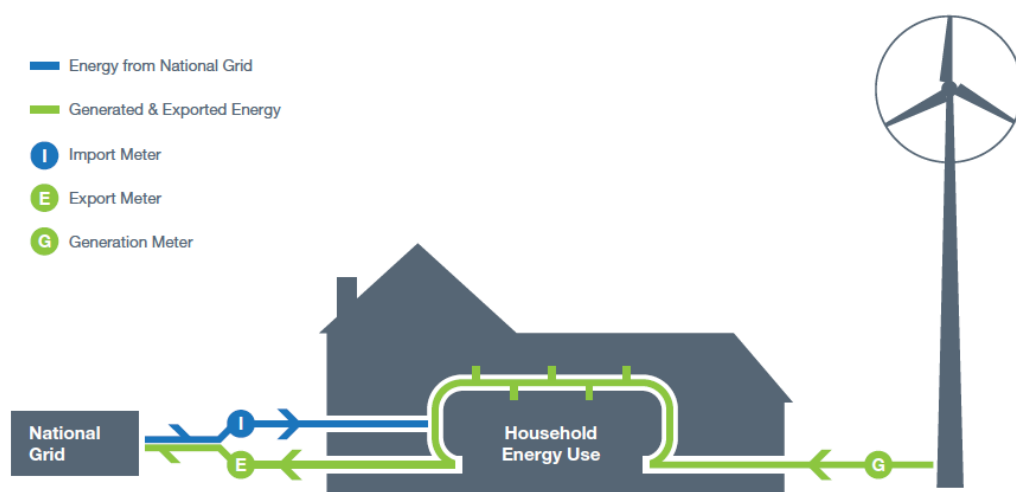 Energy from National Grid
Generated & Exported Energy
I
Import Meter
E
Export Meter
G
Generation Meter
National
Grid
I
E
Household
Energy Use
G